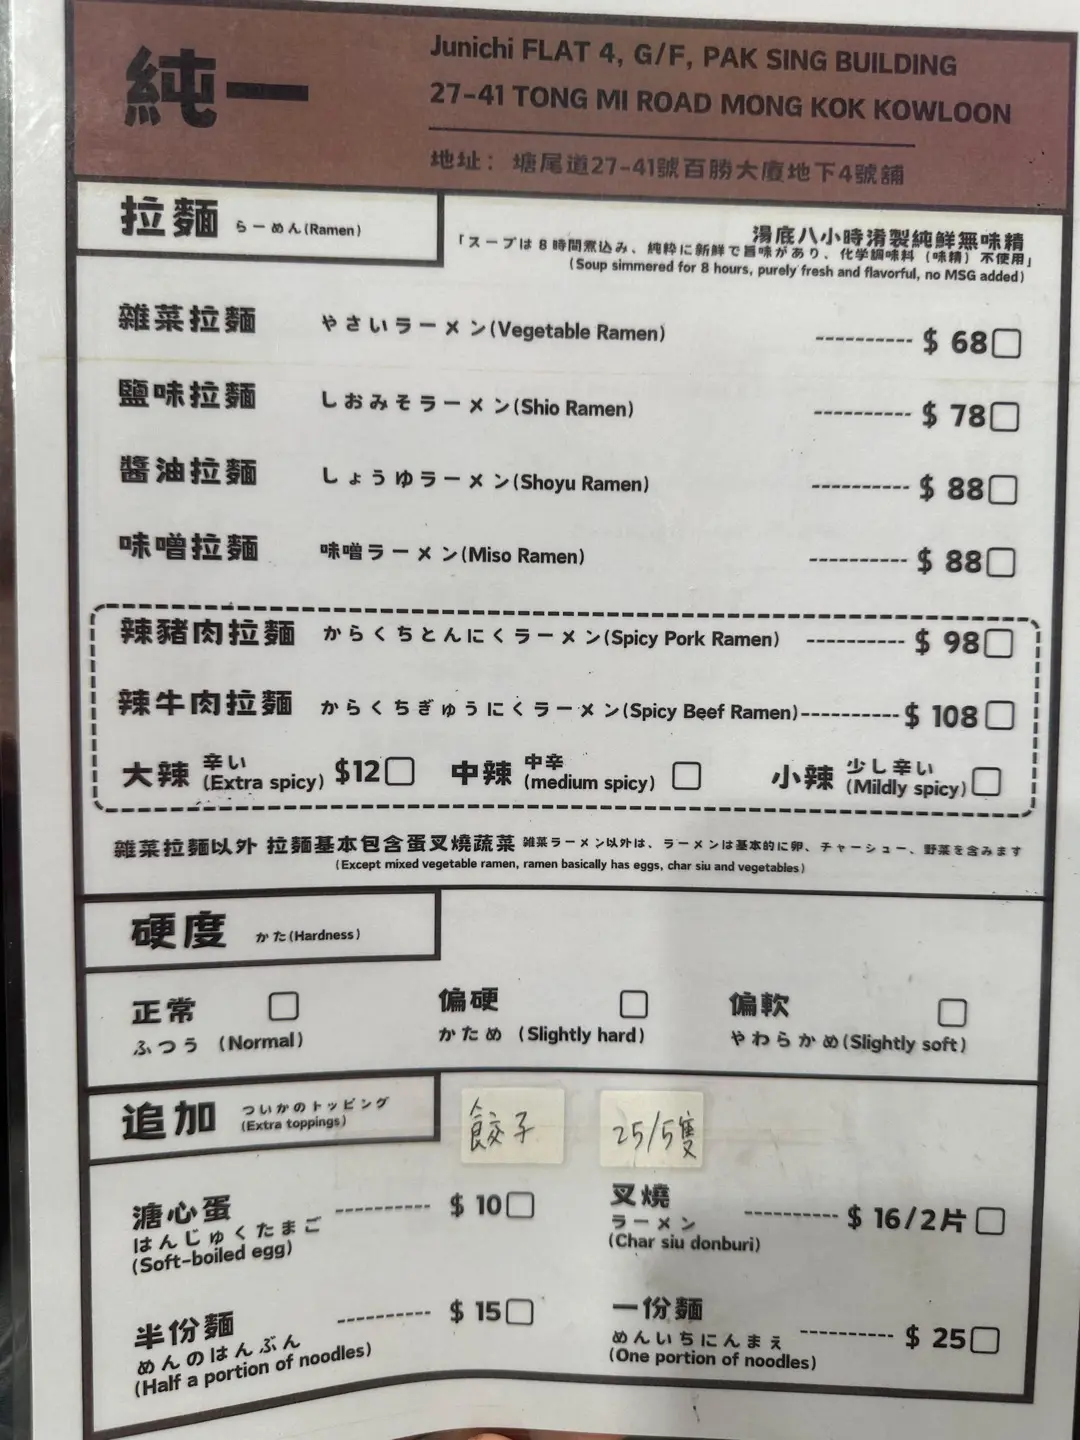 純一
Junichi FLAT 4, G/F, PAK SING BUILDING
27-41 TONG MI ROAD MONG KOK KOWLOON
地址：塘尾道27-41號百勝大廈地下4號舖
拉麵 らーめん(Ramen)
湯底八小時淆製純鮮無味精
「スープは8時間煮込み、純粋に新鮮で旨味があり、化学調味料（味精）不使用」
(Soup simmered for 8 hours, purely fresh and flavorful, no MSG added)
雜菜拉麵 やさいラーメン(Vegetable Ramen) ---------- $ 68
鹽味拉麵 しおみそラーメン(Shio Ramen) ---------- $ 78
醬油拉麵 しょうゆラーメン(Shoyu Ramen) ---------- $ 88
味噌拉麵 味噌ラーメン(Miso Ramen) ---------- $ 88
辣豬肉拉麵 からくちとんにくラーメン(Spicy Pork Ramen) ---------- $ 98
辣牛肉拉麵 からくちぎゅうにくラーメン(Spicy Beef Ramen)---------- $ 108
大辣 辛い (Extra spicy) $12 中辣 中辛 (medium spicy) 小辣 少し辛い (Mildly spicy)
雜菜拉麵以外 拉麵基本包含蛋叉燒蔬菜 雑菜ラーメン以外は、ラーメンは基本的に卵、チャーシュー、野菜を含みます
(Except mixed vegetable ramen, ramen basically has eggs, char siu and vegetables)
硬度 かた(Hardness)
正常 偏硬 偏軟
ふつう (Normal) かため (Slightly hard) やわらかめ(Slightly soft)
追加 ついかのトッピング
(Extra toppings)
餃子 25/5隻
溏心蛋 ---------- $ 10
はんじゅくたまご
(Soft-boiled egg)
叉燒 ---------- $ 16/2片
ラーメン
(Char siu donburi)
半份麵 ---------- $ 15
めんのはんぶん
(Half a portion of noodles)
一份麵 ---------- $ 25
めんいちにんまえ
(One portion of noodles)